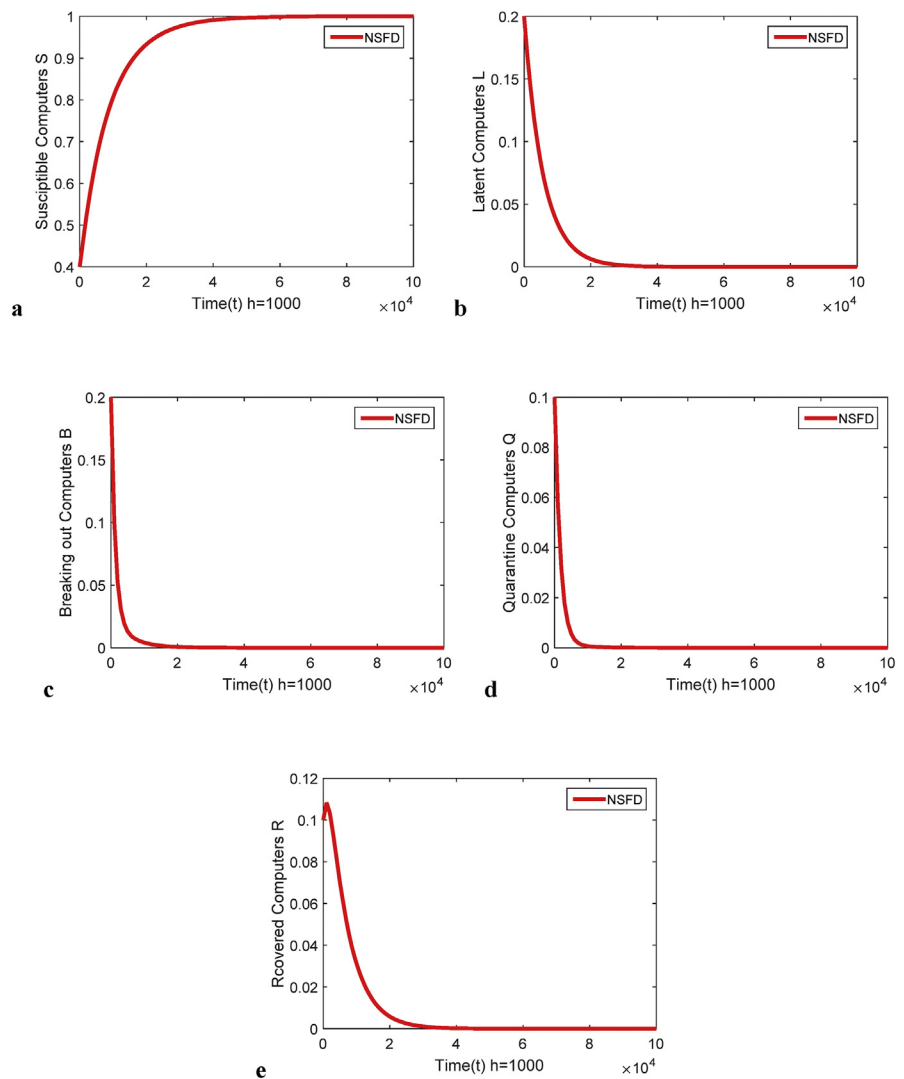 1
0.9
0.8
0.7
0.6
0.5
0.4
Susciptible Computers S
NSFD
0 2 4 6 8 10
Time(t) h=1000
×10^4
a
0.2
0.15
0.1
0.05
0
Latent Computers L
NSFD
0 2 4 6 8 10
Time(t) h=1000
×10^4
b
0.2
0.15
0.1
0.05
0
Breaking out Computers B
NSFD
0 2 4 6 8 10
Time(t) h=1000
×10^4
c
0.1
0.08
0.06
0.04
0.02
0
Quarantine Computers Q
NSFD
0 2 4 6 8 10
Time(t) h=1000
×10^4
d
0.12
0.1
0.08
0.06
0.04
0.02
0
Rcovered Computers R
NSFD
0 2 4 6 8 10
Time(t) h=1000
×10^4
e